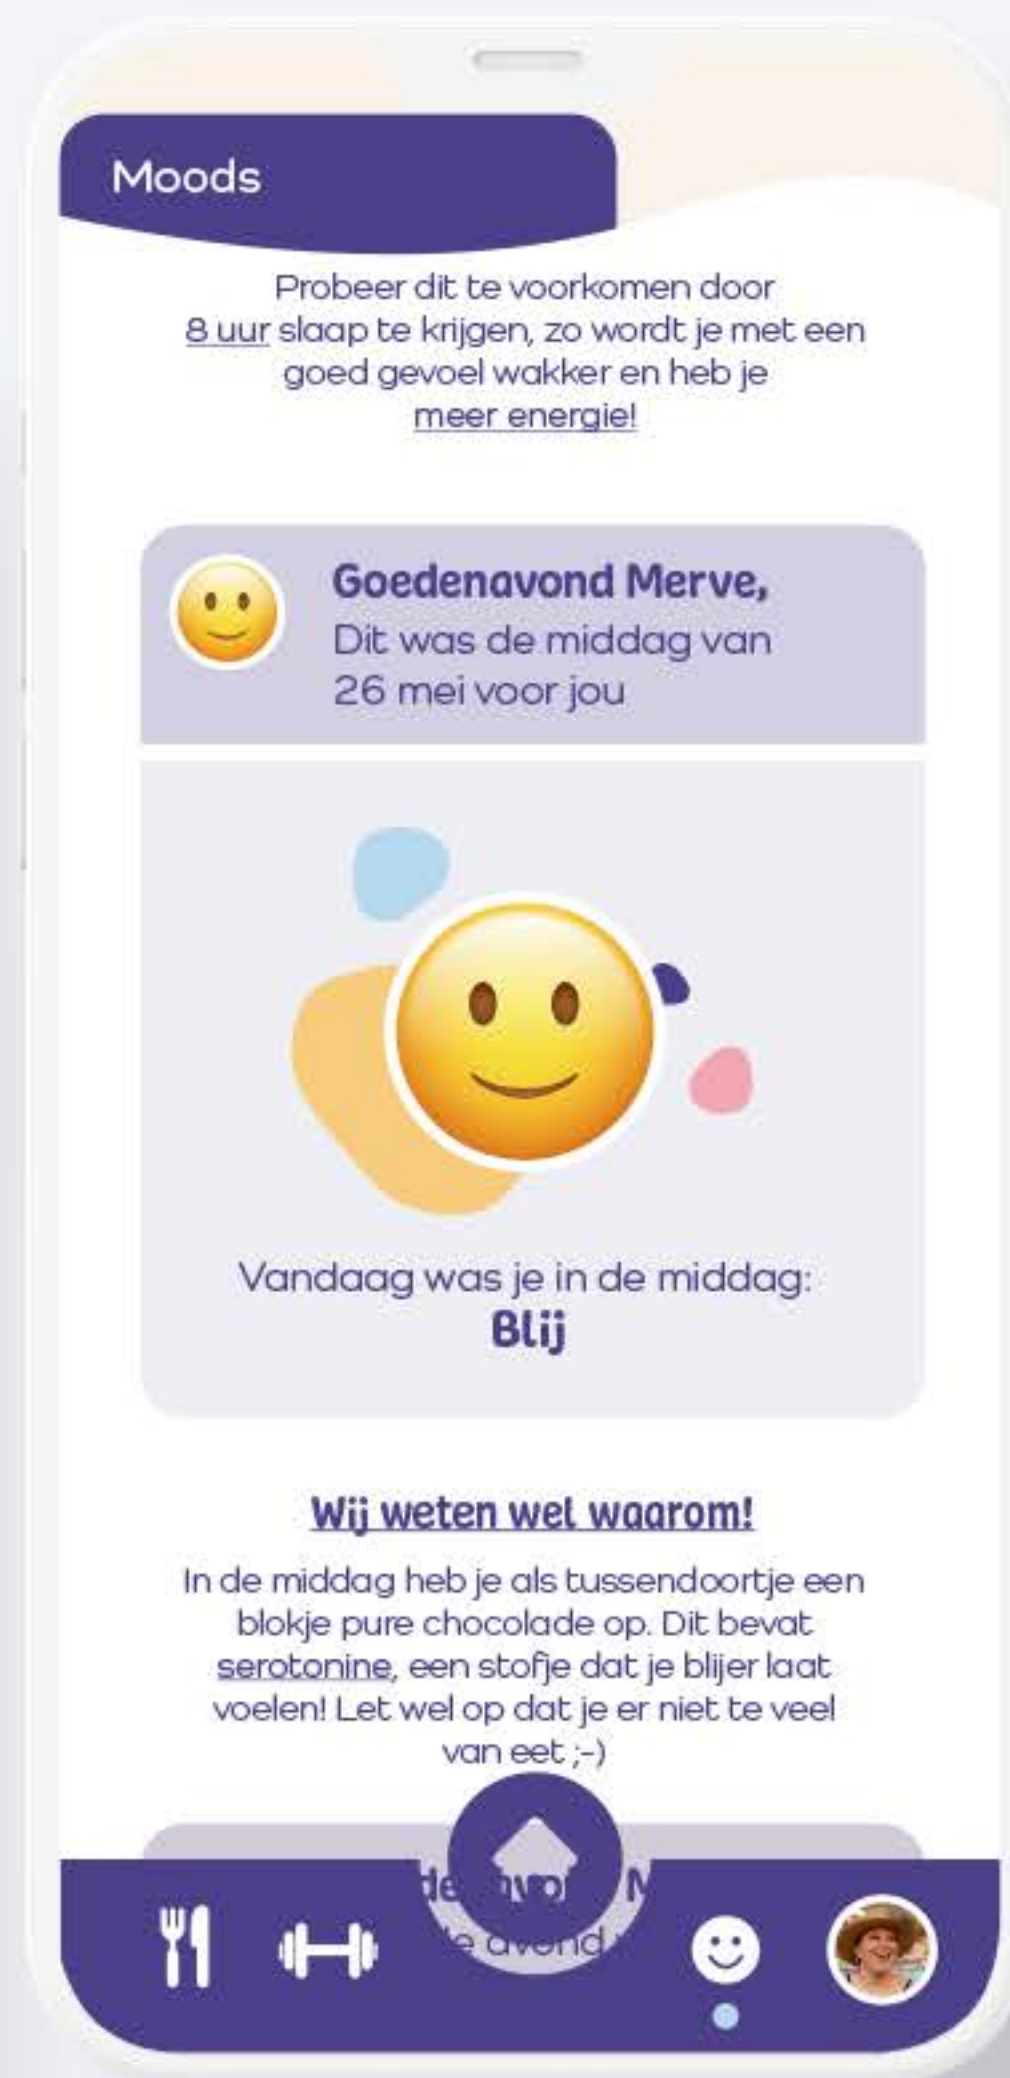 Moods
Probeer dit te voorkomen door
8 uur slaap te krijgen, zo wordt je met een
goed gevoel wakker en heb je
meer energie!
Goedenavond Merve,
Dit was de middag van
26 mei voor jou
Vandaag was je in de middag:
Blij
Wij weten wel waarom!
In de middag heb je als tussendoortje een
blokje pure chocolade op. Dit bevat
serotonine, een stofje dat je blijer laat
voelen! Let wel op dat je er niet te veel
van eet ;-)
avond